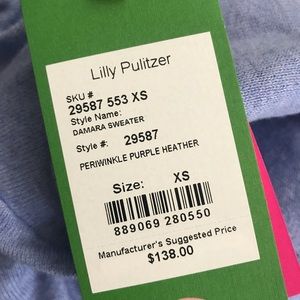 Lilly Pulitzer
SKU #
29587 553 XS
Style Name:
DAMARA SWEATER
Style #: 29587
PERIWINKLE PURPLE HEATHER
Size: XS
889069 280550
Manufacturer's Suggested Price
$138.00